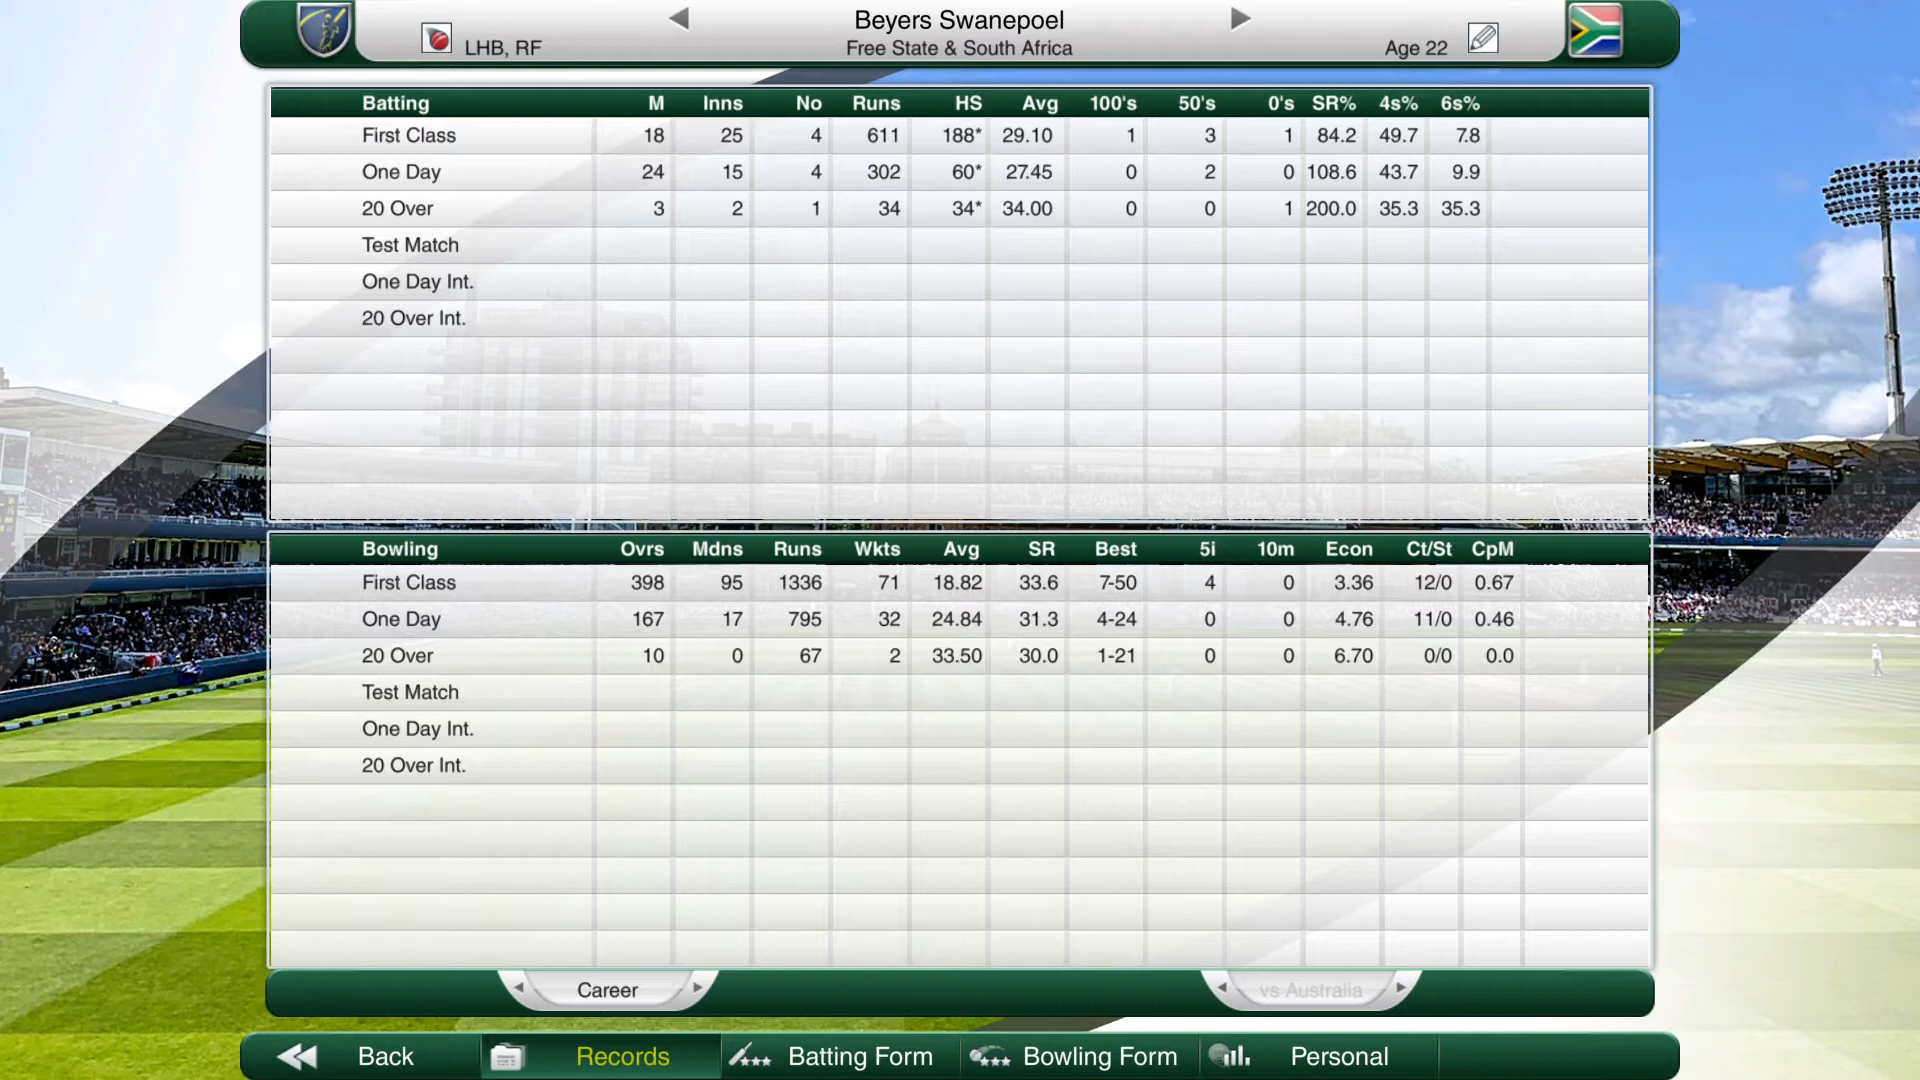 Beyers Swanepoel
LHB, RF
Free State & South Africa
Age 22
Batting M Inns No Runs HS Avg 100's 50's 0's SR% 4s% 6s%
First Class 18 25 4 611 188* 29.10 1 3 1 84.2 49.7 7.8
One Day 24 15 4 302 60* 27.45 0 2 0 108.6 43.7 9.9
20 Over 3 2 1 34 34* 34.00 0 0 1 200.0 35.3 35.3
Test Match
One Day Int.
20 Over Int.
Bowling Ovrs Mdns Runs Wkts Avg SR Best 5i 10m Econ Ct/St CpM
First Class 398 95 1336 71 18.82 33.6 7-50 4 0 3.36 12/0 0.67
One Day 167 17 795 32 24.84 31.3 4-24 0 0 4.76 11/0 0.46
20 Over 10 0 67 2 33.50 30.0 1-21 0 0 6.70 0/0 0.0
Test Match
One Day Int.
20 Over Int.
Career vs Australia
Back Records Batting Form Bowling Form Personal